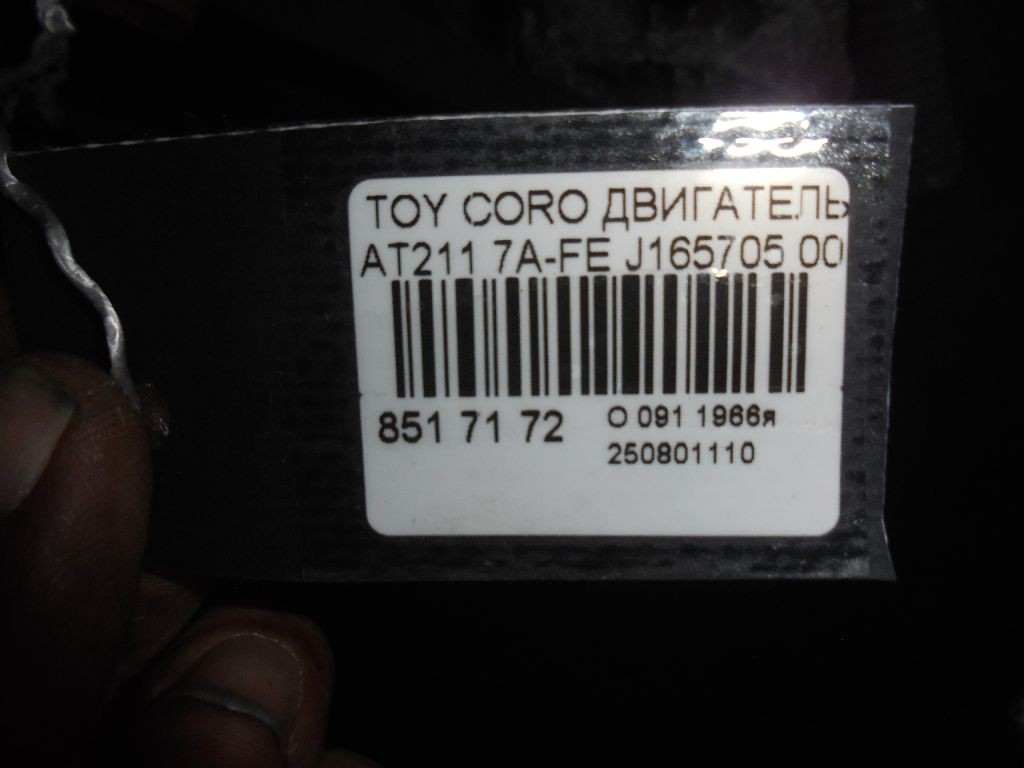 TOY CORO ДВИГАТЕЛЬ
AT211 7A-FE J165705 00
851 71 72
О 091 1966я
250801110